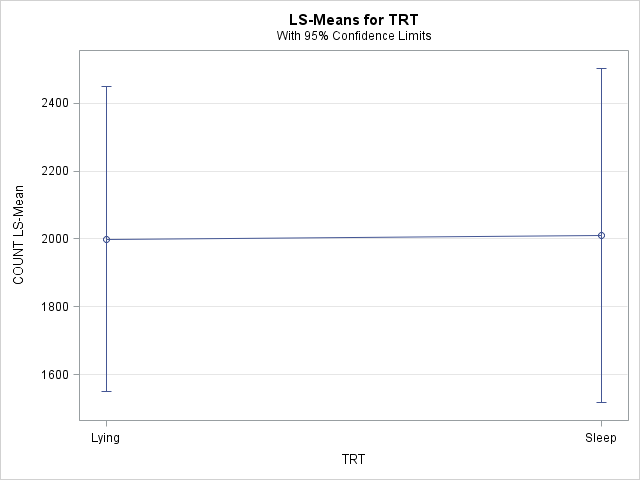 LS-Means for TRT
With 95% Confidence Limits
COUNT LS-Mean
2400
2200
2000
1800
1600
Lying
Sleep
TRT